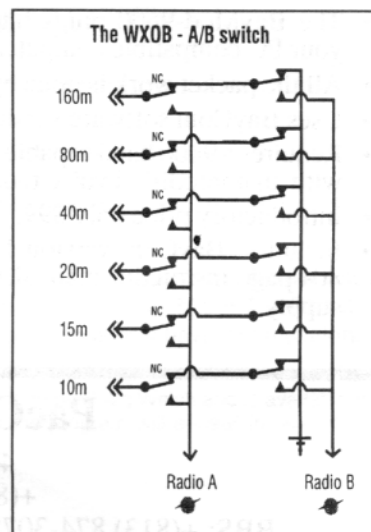 The WXOB - A/B switch
NC
160m
NC
80m
NC
40m
NC
20m
NC
15m
NC
10m
Radio A
Radio B